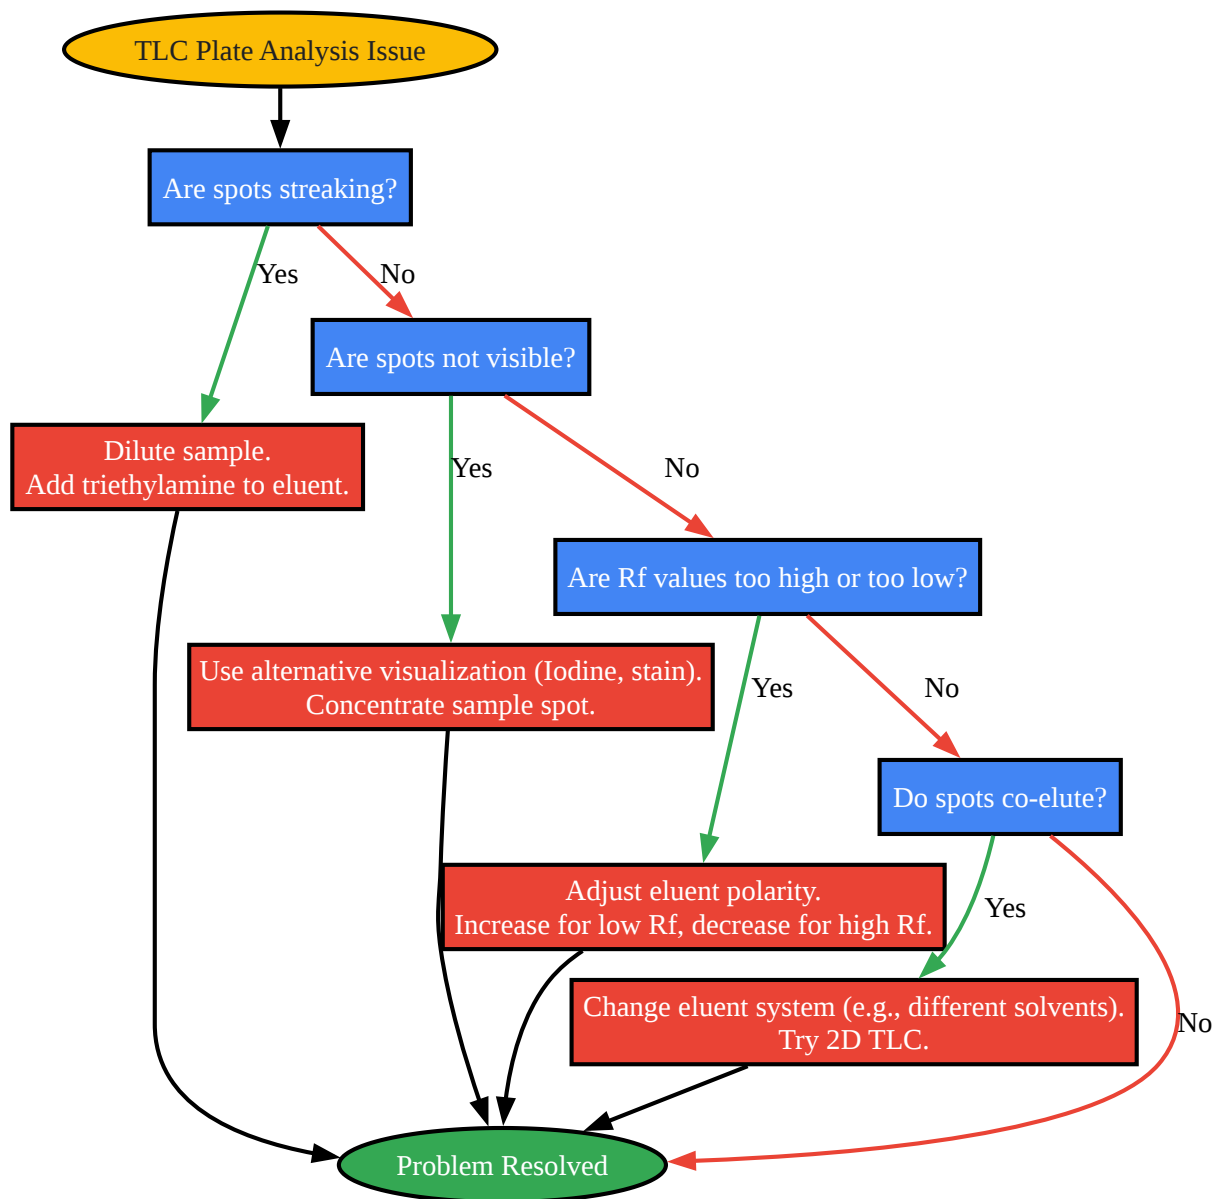 TLC Plate Analysis Issue
Are spots streaking?
Yes
No
Are spots not visible?
Dilute sample.
Add triethylamine to eluent.
Yes
No
Are Rf values too high or too low?
Use alternative visualization (Iodine, stain).
Concentrate sample spot.
Yes
No
Do spots co-elute?
Adjust eluent polarity.
Increase for low Rf, decrease for high Rf.
Yes
Change eluent system (e.g., different solvents).
Try 2D TLC.
No
Problem Resolved